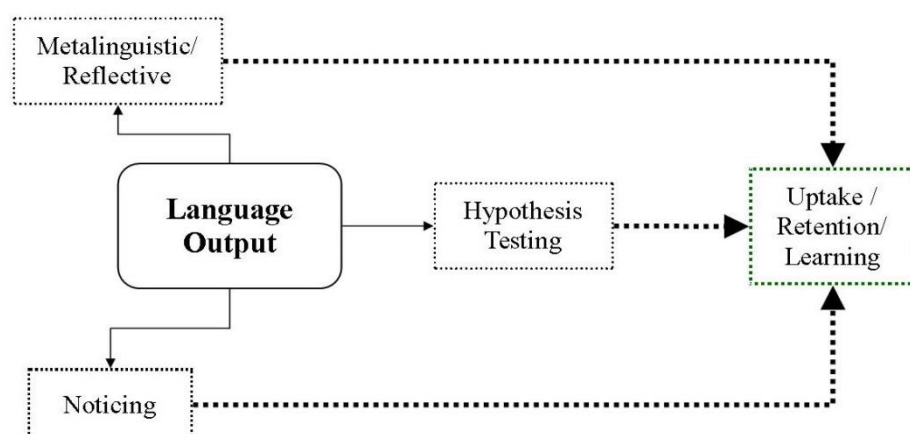 Metalinguistic/
Reflective
Language
Output
Hypothesis
Testing
Uptake /
Retention/
Learning
Noticing